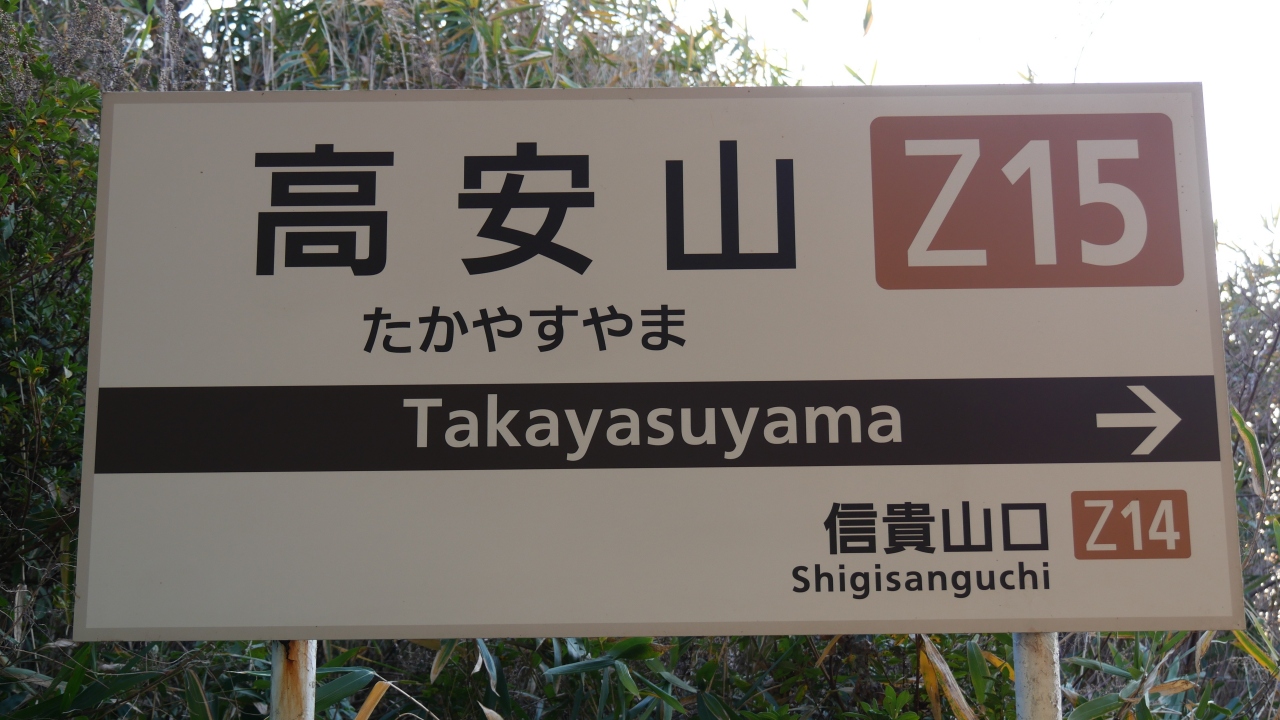 高安山 Z15
たかやすやま
Takayasuyama →
信貴山口 Z14
Shigisanguchi